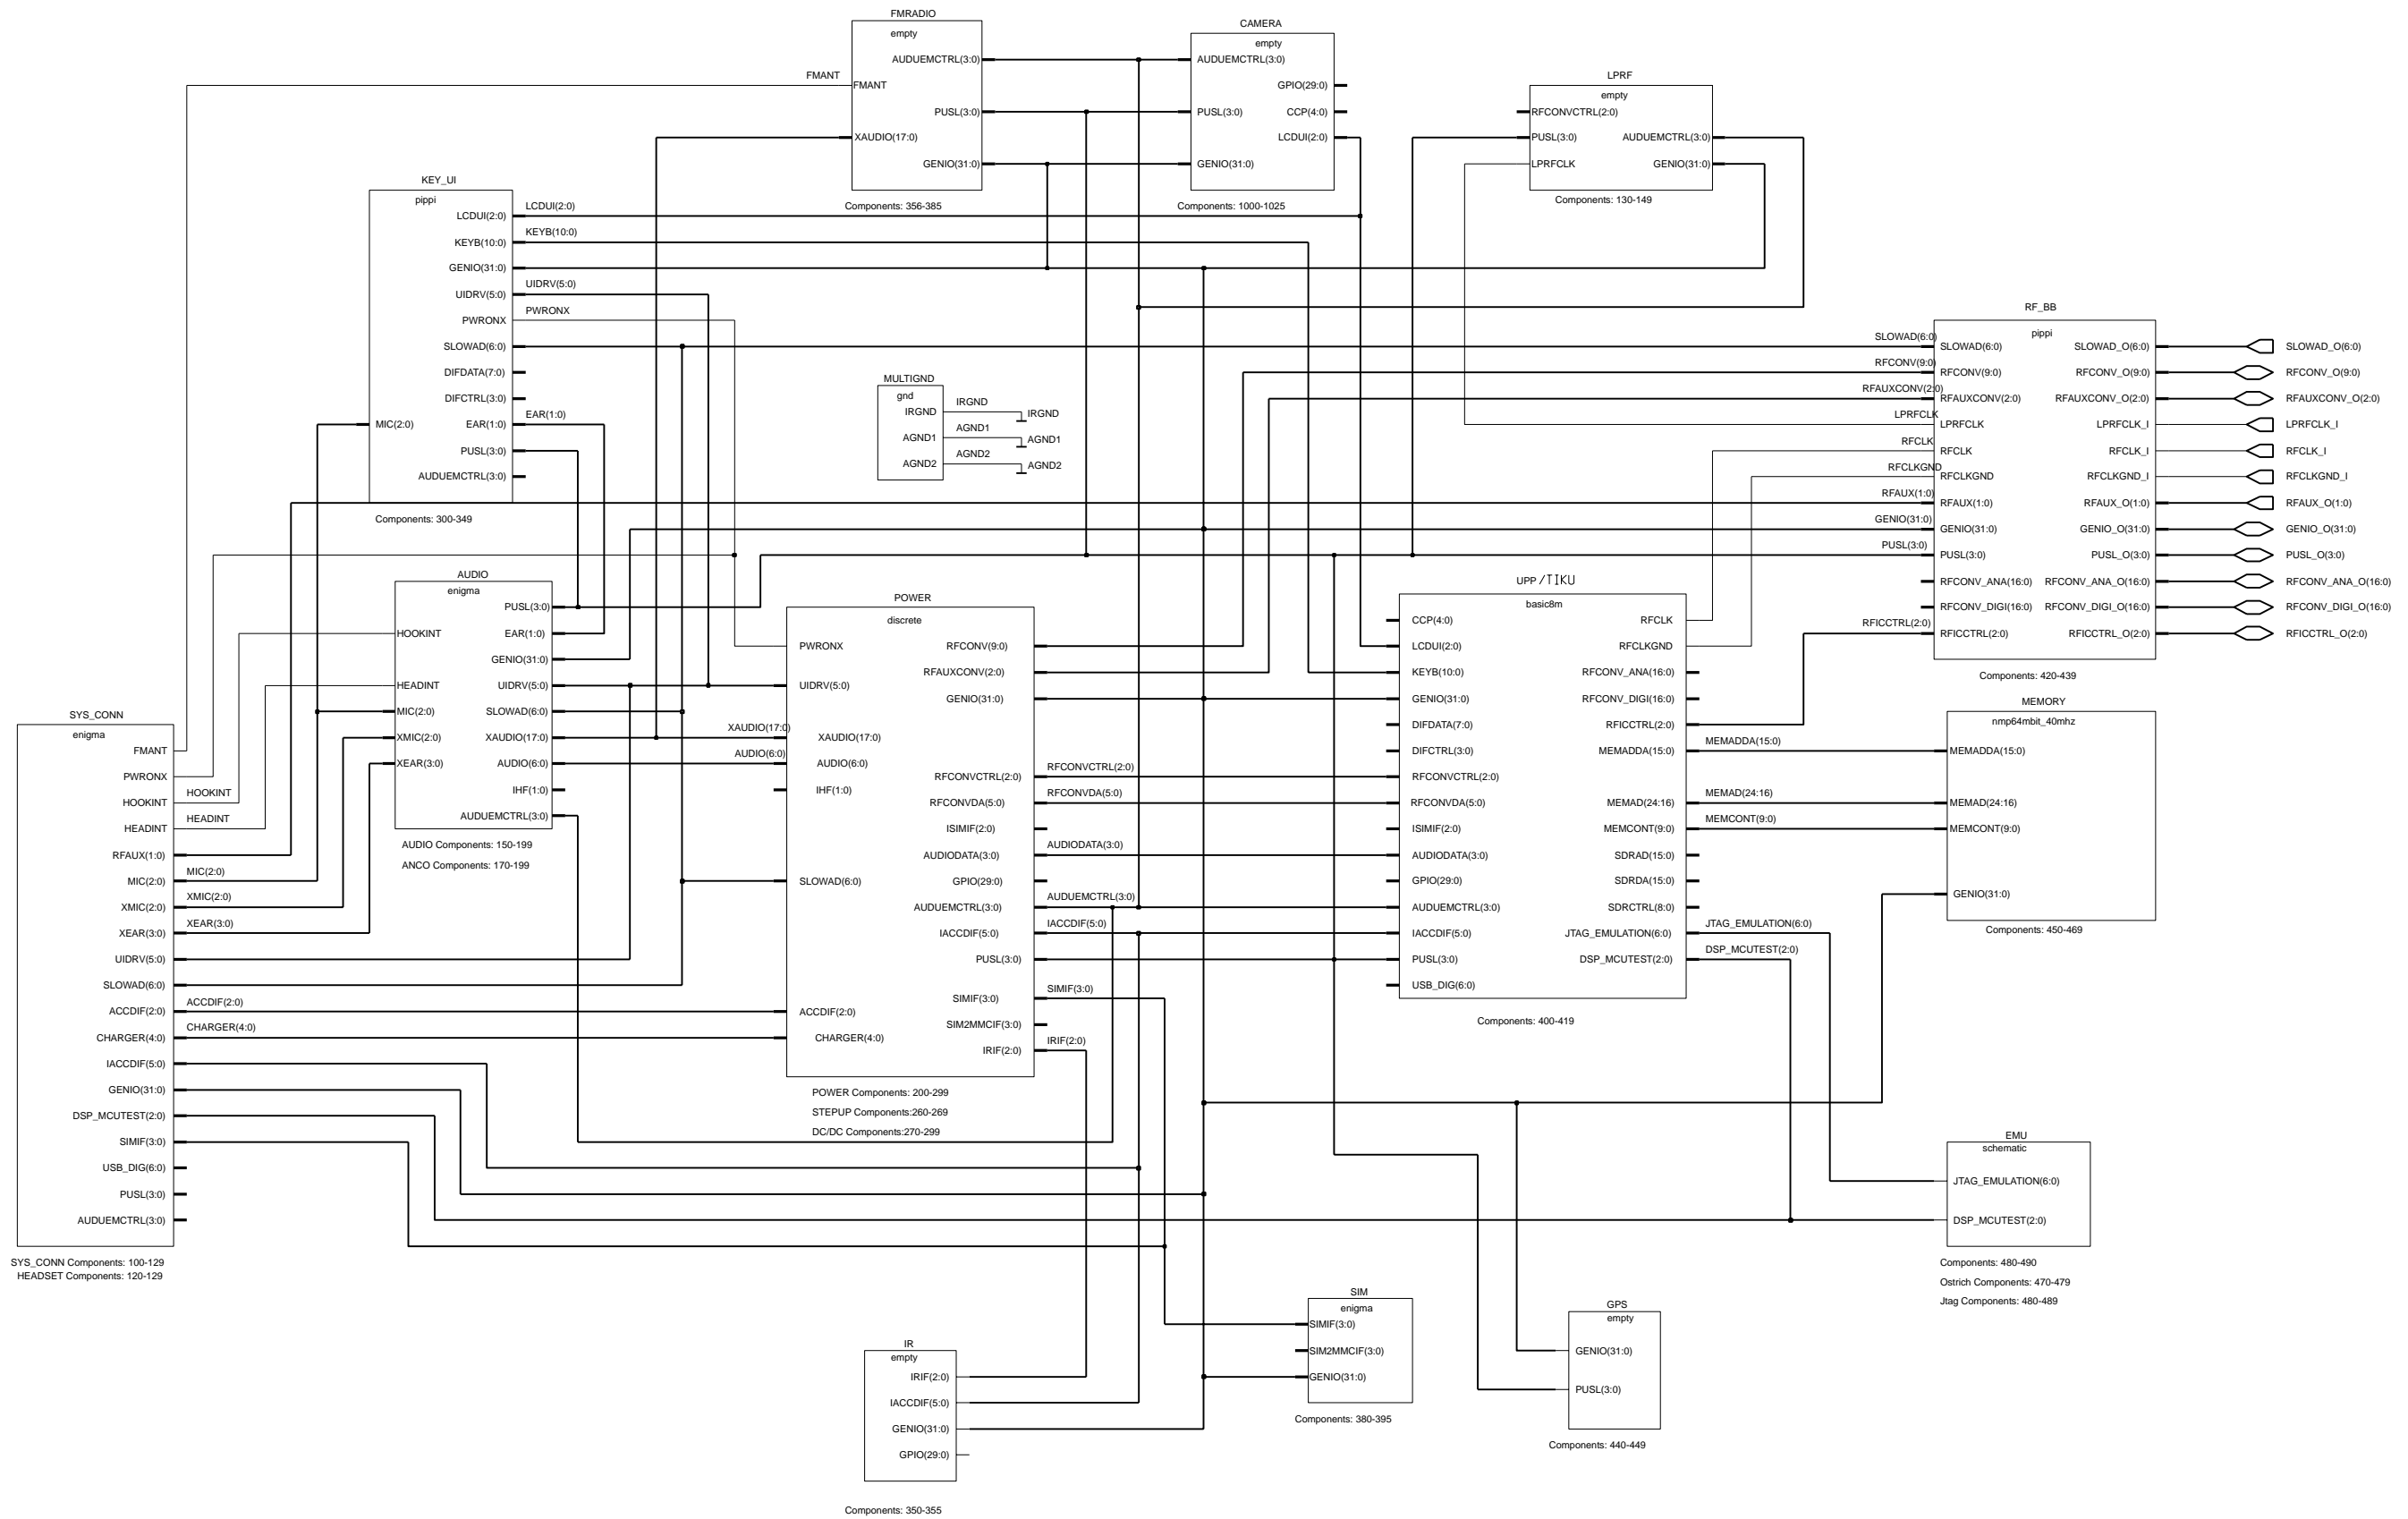 FMRADIO
empty
AUDUEMCTRL(3:0)
FMANT
FMANT
PUSL(3:0)
XAUDIO(17:0)
GENIO(31:0)
Components: 356-385
CAMERA
empty
AUDUEMCTRL(3:0)
GPIO(29:0)
PUSL(3:0)
CCP(4:0)
LCDUI(2:0)
GENIO(31:0)
Components: 1000-1025
LPRF
empty
RFCONVCTRL(2:0)
PUSL(3:0)
AUDUEMCTRL(3:0)
LPRFCLK
GENIO(31:0)
Components: 130-149
KEY_UI
pippi
LCDUI(2:0)
LCDUI(2:0)
KEYB(10:0)
KEYB(10:0)
GENIO(31:0)
UIDRV(5:0)
UIDRV(5:0)
PWRONX
PWRONX
SLOWAD(6:0)
DIFDATA(7:0)
DIFCTRL(3:0)
MIC(2:0)
EAR(1:0)
EAR(1:0)
PUSL(3:0)
AUDUEMCTRL(3:0)
Components: 300-349
MULTIGND
gnd
IRGND
IRGND
IRGND
AGND1
AGND1
AGND1
AGND2
AGND2
AGND2
RF_BB
pippi
SLOWAD(6:0)
SLOWAD(6:0)
SLOWAD_O(6:0)
SLOWAD_O(6:0)
RFCONV(9:0)
RFCONV(9:0)
RFCONV_O(9:0)
RFCONV_O(9:0)
RFAUXCONV(2:0)
RFAUXCONV(2:0)
RFAUXCONV_O(2:0)
RFAUXCONV_O(2:0)
LPRFCLK
LPRFCLK
LPRFCLK_I
LPRFCLK_I
RFCLK
RFCLK
RFCLK_I
RFCLK_I
RFCLKGND
RFCLKGND
RFCLKGND_I
RFCLKGND_I
RFAUX(1:0)
RFAUX(1:0)
RFAUX_O(1:0)
RFAUX_O(1:0)
GENIO(31:0)
GENIO(31:0)
GENIO_O(31:0)
GENIO_O(31:0)
PUSL(3:0)
PUSL(3:0)
PUSL_O(3:0)
PUSL_O(3:0)
RFCONV_ANA(16:0)
RFCONV_ANA_O(16:0)
RFCONV_ANA_O(16:0)
RFCONV_DIGI(16:0)
RFCONV_DIGI_O(16:0)
RFCONV_DIGI_O(16:0)
RFICCTRL(2:0)
RFICCTRL(2:0)
RFICCTRL_O(2:0)
RFICCTRL_O(2:0)
Components: 420-439
AUDIO
enigma
PUSL(3:0)
HOOKINT
EAR(1:0)
GENIO(31:0)
HEADINT
UIDRV(5:0)
MIC(2:0)
SLOWAD(6:0)
XMIC(2:0)
XAUDIO(17:0)
XEAR(3:0)
AUDIO(6:0)
IHF(1:0)
AUDUEMCTRL(3:0)
AUDIO Components: 150-199
ANCO Components: 170-199
POWER
discrete
PWRONX
RFCONV(9:0)
RFAUXCONV(2:0)
UIDRV(5:0)
GENIO(31:0)
XAUDIO(17:0)
XAUDIO(17:0)
AUDIO(6:0)
AUDIO(6:0)
RFCONVCTRL(2:0)
RFCONVCTRL(2:0)
IHF(1:0)
RFCONVDA(5:0)
RFCONVDA(5:0)
ISIMIF(2:0)
AUDIODATA(3:0)
AUDIODATA(3:0)
SLOWAD(6:0)
GPIO(29:0)
AUDUEMCTRL(3:0)
AUDUEMCTRL(3:0)
IACCDIF(5:0)
IACCDIF(5:0)
PUSL(3:0)
SIMIF(3:0)
SIMIF(3:0)
ACCDIF(2:0)
SIM2MMCIF(3:0)
CHARGER(4:0)
IRIF(2:0)
IRIF(2:0)
POWER Components: 200-299
STEPUP Components:260-269
DC/DC Components:270-299
UPP /TIKU
basic8m
CCP(4:0)
RFCLK
LCDUI(2:0)
RFCLKGND
KEYB(10:0)
RFCONV_ANA(16:0)
GENIO(31:0)
RFCONV_DIGI(16:0)
DIFDATA(7:0)
RFICCTRL(2:0)
DIFCTRL(3:0)
MEMADDA(15:0)
MEMADDA(15:0)
RFCONVCTRL(2:0)
RFCONVDA(5:0)
MEMAD(24:16)
MEMAD(24:16)
ISIMIF(2:0)
MEMCONT(9:0)
MEMCONT(9:0)
AUDIODATA(3:0)
SDRAD(15:0)
GPIO(29:0)
SDRDA(15:0)
AUDUEMCTRL(3:0)
SDRCTRL(8:0)
IACCDIF(5:0)
JTAG_EMULATION(6:0)
JTAG_EMULATION(6:0)
PUSL(3:0)
DSP_MCUTEST(2:0)
DSP_MCUTEST(2:0)
USB_DIG(6:0)
Components: 400-419
MEMORY
nmp64mbit_40mhz
MEMADDA(15:0)
MEMAD(24:16)
MEMCONT(9:0)
GENIO(31:0)
Components: 450-469
SYS_CONN
enigma
FMANT
PWRONX
HOOKINT
HOOKINT
HEADINT
HEADINT
RFAUX(1:0)
MIC(2:0)
MIC(2:0)
XMIC(2:0)
XMIC(2:0)
XEAR(3:0)
XEAR(3:0)
UIDRV(5:0)
SLOWAD(6:0)
ACCDIF(2:0)
ACCDIF(2:0)
CHARGER(4:0)
CHARGER(4:0)
IACCDIF(5:0)
GENIO(31:0)
DSP_MCUTEST(2:0)
SIMIF(3:0)
USB_DIG(6:0)
PUSL(3:0)
AUDUEMCTRL(3:0)
SYS_CONN Components: 100-129
HEADSET Components: 120-129
EMU
schematic
JTAG_EMULATION(6:0)
DSP_MCUTEST(2:0)
Components: 480-490
Ostrich Components: 470-479
Jtag Components: 480-489
SIM
enigma
SIMIF(3:0)
SIM2MMCIF(3:0)
GENIO(31:0)
Components: 380-395
GPS
empty
GENIO(31:0)
PUSL(3:0)
Components: 440-449
IR
empty
IRIF(2:0)
IACCDIF(5:0)
GENIO(31:0)
GPIO(29:0)
Components: 350-355